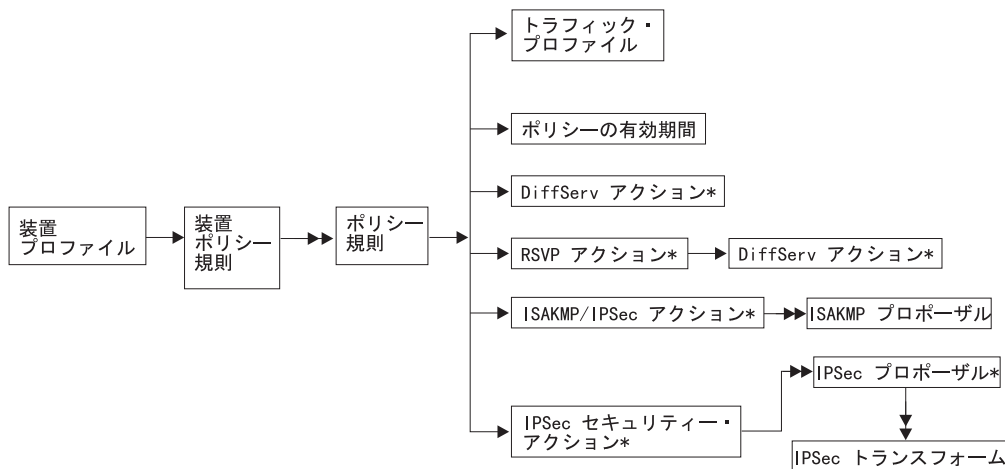 トラフィック・
プロファイル
ポリシーの有効期間
DiffServ アクション*
装置
プロファイル
装置
ポリシー
規則
ポリシー
規則
RSVP アクション*
DiffServ アクション*
ISAKMP/IPSec アクション*
ISAKMP プロポーザル
IPSec プロポーザル*
IPSec セキュリティー・
アクション*
IPSec トランスフォーム